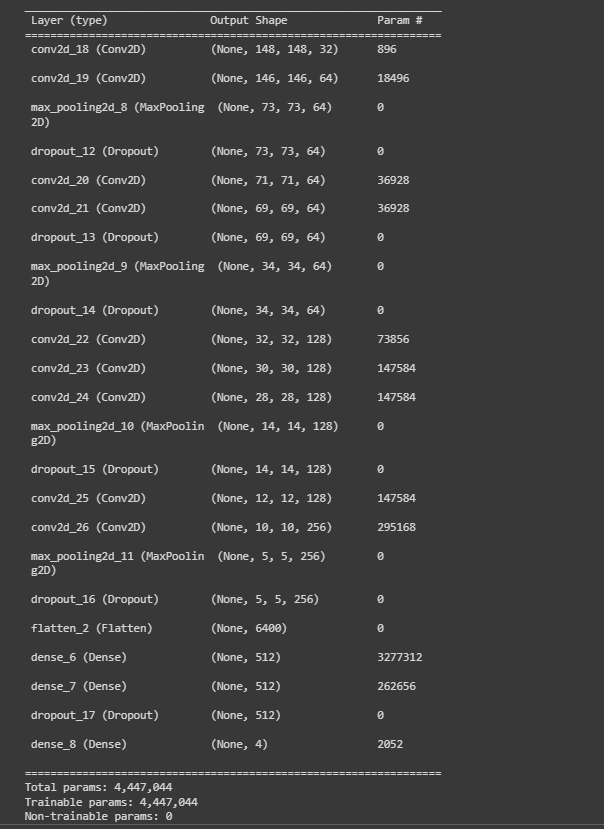 Layer (type) Output Shape Param #
=================================================================
conv2d_18 (Conv2D) (None, 148, 148, 32) 896
conv2d_19 (Conv2D) (None, 146, 146, 64) 18496
max_pooling2d_8 (MaxPooling (None, 73, 73, 64) 0
2D)
dropout_12 (Dropout) (None, 73, 73, 64) 0
conv2d_20 (Conv2D) (None, 71, 71, 64) 36928
conv2d_21 (Conv2D) (None, 69, 69, 64) 36928
dropout_13 (Dropout) (None, 69, 69, 64) 0
max_pooling2d_9 (MaxPooling (None, 34, 34, 64) 0
2D)
dropout_14 (Dropout) (None, 34, 34, 64) 0
conv2d_22 (Conv2D) (None, 32, 32, 128) 73856
conv2d_23 (Conv2D) (None, 30, 30, 128) 147584
conv2d_24 (Conv2D) (None, 28, 28, 128) 147584
max_pooling2d_10 (MaxPoolin (None, 14, 14, 128) 0
g2D)
dropout_15 (Dropout) (None, 14, 14, 128) 0
conv2d_25 (Conv2D) (None, 12, 12, 128) 147584
conv2d_26 (Conv2D) (None, 10, 10, 256) 295168
max_pooling2d_11 (MaxPoolin (None, 5, 5, 256) 0
g2D)
dropout_16 (Dropout) (None, 5, 5, 256) 0
flatten_2 (Flatten) (None, 6400) 0
dense_6 (Dense) (None, 512) 3277312
dense_7 (Dense) (None, 512) 262656
dropout_17 (Dropout) (None, 512) 0
dense_8 (Dense) (None, 4) 2052
=================================================================
Total params: 4,447,044
Trainable params: 4,447,044
Non-trainable params: 0